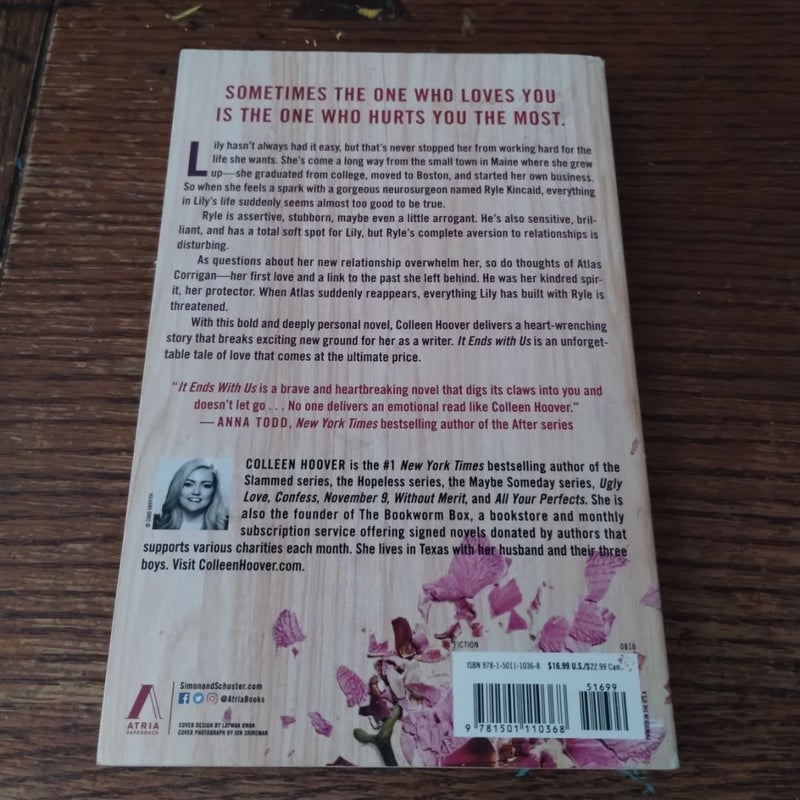 SOMETIMES THE ONE WHO LOVES YOU
IS THE ONE WHO HURTS YOU THE MOST.
Lily hasn't always had it easy, but that's never stopped her from working hard for the
life she wants. She's come a long way from the small town in Maine where she grew
up—she graduated from college, moved to Boston, and started her own business.
So when she feels a spark with a gorgeous neurosurgeon named Ryle Kincaid, everything
in Lily's life suddenly seems almost too good to be true.
Ryle is assertive, stubborn, maybe even a little arrogant. He's also sensitive, bril-
liant, and has a total soft spot for Lily, but Ryle's complete aversion to relationships is
disturbing.
As questions about her new relationship overwhelm her, so do thoughts of Atlas
Corrigan—her first love and a link to the past she left behind. He was her kindred spir-
it, her protector. When Atlas suddenly reappears, everything Lily has built with Ryle is
threatened.
With this bold and deeply personal novel, Colleen Hoover delivers a heart-wrenching
story that breaks exciting new ground for her as a writer. It Ends with Us is an unforget-
table tale of love that comes at the ultimate price.
"It Ends With Us is a brave and heartbreaking novel that digs its claws into you and
doesn't let go . . . No one delivers an emotional read like Colleen Hoover."
—ANNA TODD, New York Times bestselling author of the After series
COLLEEN HOOVER is the #1 New York Times bestselling author of the
Slammed series, the Hopeless series, the Maybe Someday series, Ugly
Love, Confess, November 9, Without Merit, and All Your Perfects. She is
also the founder of The Bookworm Box, a bookstore and monthly
subscription service offering signed novels donated by authors that
supports various charities each month. She lives in Texas with her husband and their three
boys. Visit ColleenHoover.com.
© CHAD GRIFFITH
FICTION
0816
ISBN 978-1-5011-1036-8 $16.99 U.S./$22.99 Can.
51699
9 781501 110368
PRINTED IN THE U.S.A.
SimonandSchuster.com
@AtriaBooks
ATRIA
PAPERBACK
COVER DESIGN BY LAYWAN KWAN
COVER PHOTOGRAPH BY JON SHIREMAN